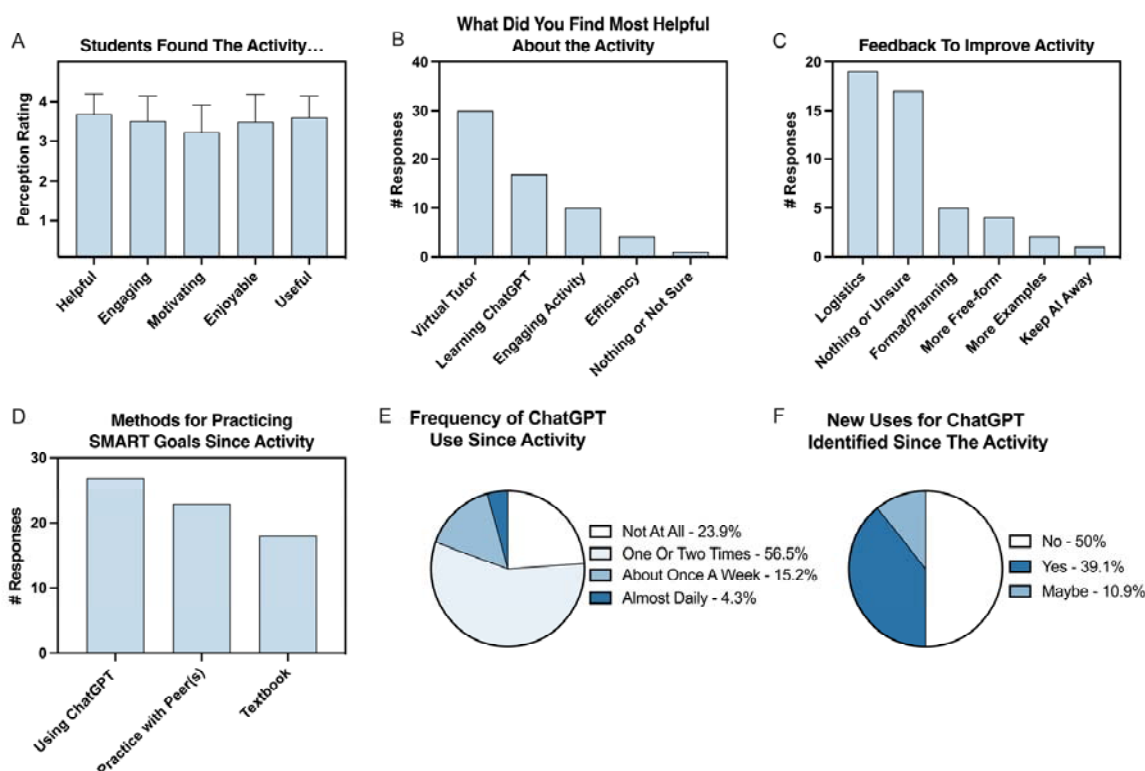 A
Students Found The Activity…
Perception Rating
4
3
2
1
Helpful
Engaging
Motivating
Enjoyable
Useful
B
What Did You Find Most Helpful
About the Activity
# Responses
40
30
20
10
0
Virtual Tutor
Learning ChatGPT
Engaging Activity
Efficiency
Nothing or Not Sure
C
Feedback To Improve Activity
# Responses
20
15
10
5
0
Logistics
Nothing or Unsure
Format/Planning
More Free-form
More Examples
Keep AI Away
D
Methods for Practicing
SMART Goals Since Activity
# Responses
30
20
10
0
Using ChatGPT
Practice with Peer(s)
Textbook
E
Frequency of ChatGPT
Use Since Activity
Not At All - 23.9%
One Or Two Times - 56.5%
About Once A Week - 15.2%
Almost Daily - 4.3%
F
New Uses for ChatGPT
Identified Since The Activity
No - 50%
Yes - 39.1%
Maybe - 10.9%